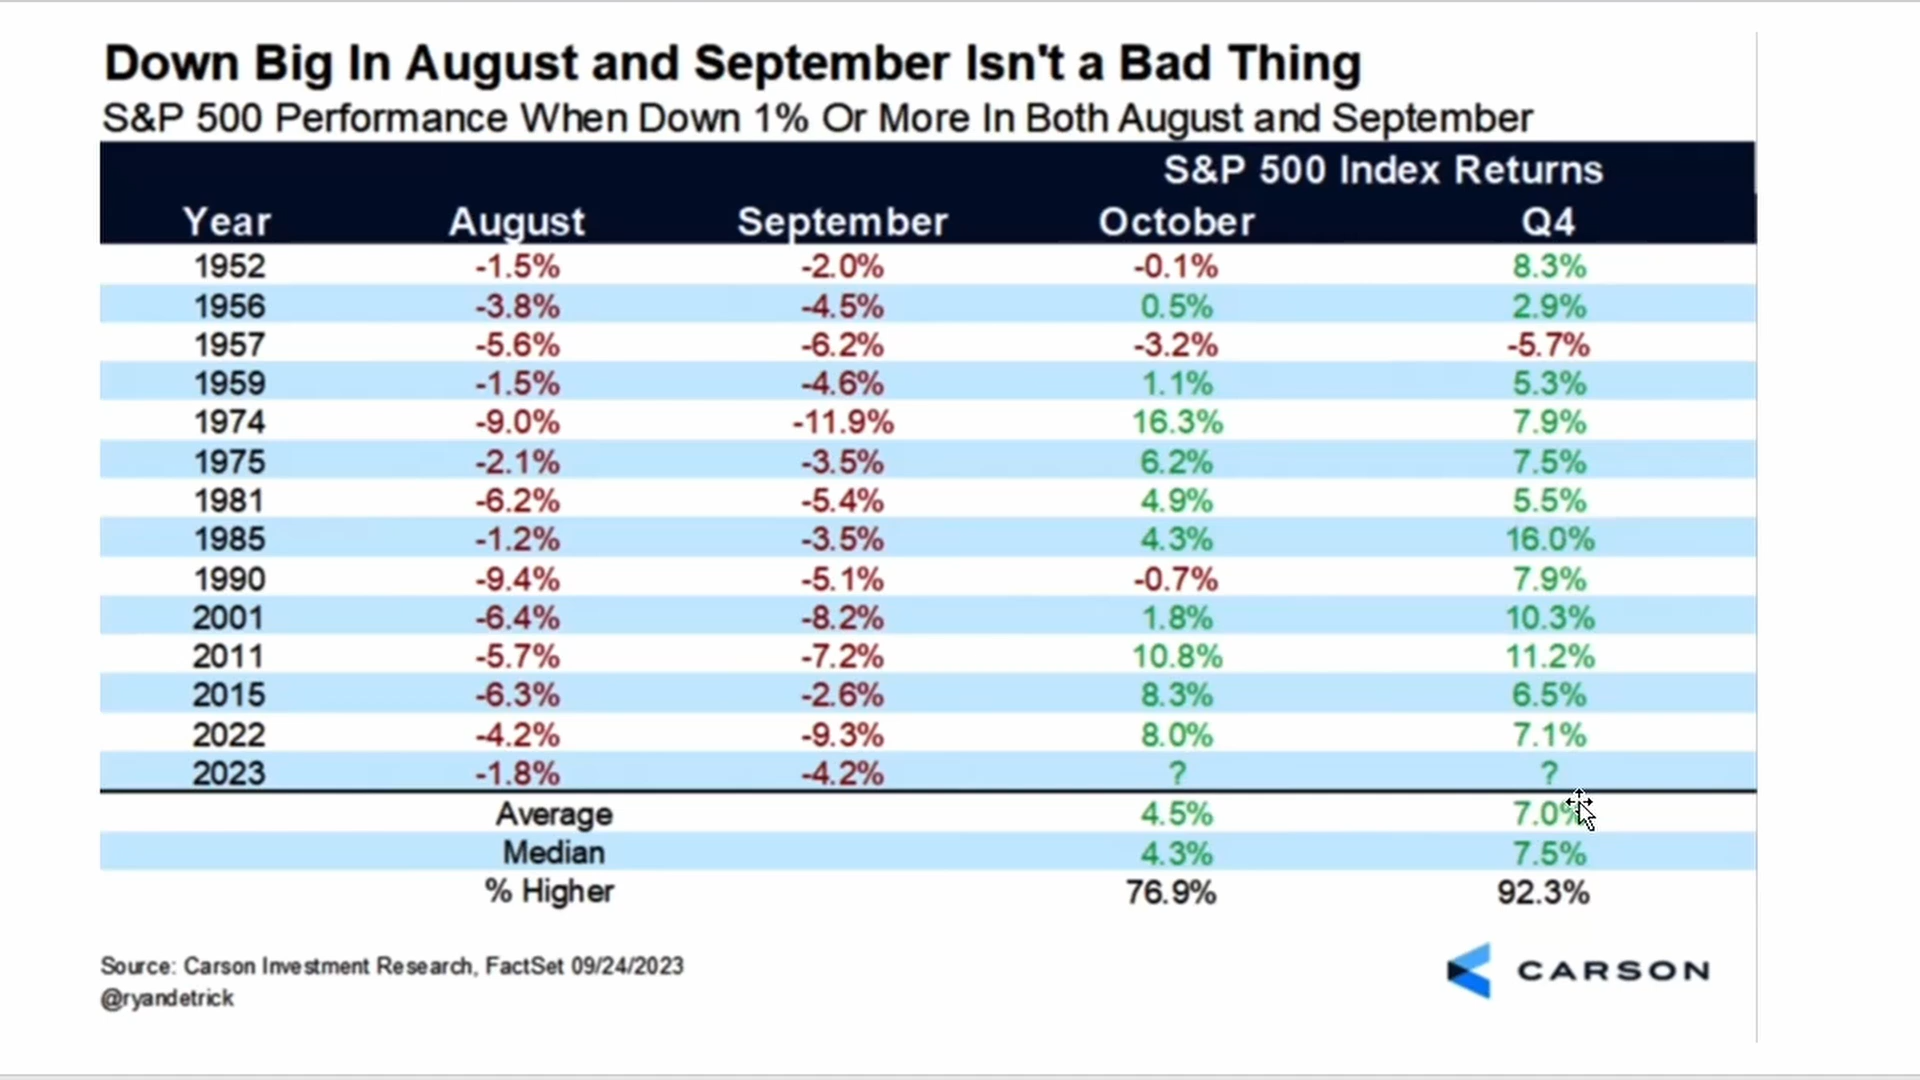 Down Big In August and September Isn't a Bad Thing
S&P 500 Performance When Down 1% Or More In Both August and September
S&P 500 Index Returns
Year August September October Q4
1952 -1.5% -2.0% -0.1% 8.3%
1956 -3.8% -4.5% 0.5% 2.9%
1957 -5.6% -6.2% -3.2% -5.7%
1959 -1.5% -4.6% 1.1% 5.3%
1974 -9.0% -11.9% 16.3% 7.9%
1975 -2.1% -3.5% 6.2% 7.5%
1981 -6.2% -5.4% 4.9% 5.5%
1985 -1.2% -3.5% 4.3% 16.0%
1990 -9.4% -5.1% -0.7% 7.9%
2001 -6.4% -8.2% 1.8% 10.3%
2011 -5.7% -7.2% 10.8% 11.2%
2015 -6.3% -2.6% 8.3% 6.5%
2022 -4.2% -9.3% 8.0% 7.1%
2023 -1.8% -4.2% ? ?
Average 4.5% 7.0%
Median 4.3% 7.5%
% Higher 76.9% 92.3%
Source: Carson Investment Research, FactSet 09/24/2023
@ryandetrick
CARSON